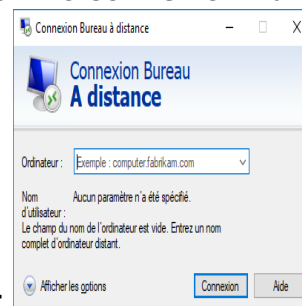 Connexion Bureau à distance
Connexion Bureau
A distance
Ordinateur : Exemple : computer.fabrikam.com
Nom Aucun paramètre n'a été spécifié.
d'utilisateur :
Le champ du nom de l'ordinateur est vide. Entrez un nom
complet d'ordinateur distant.
Afficher les options Connexion Aide